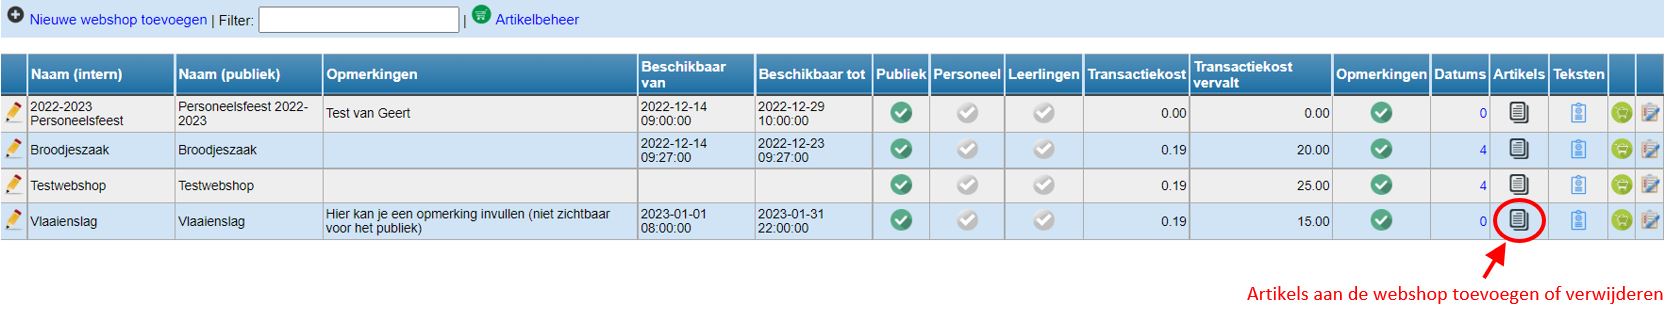 Nieuwe webshop toevoegen | Filter: | Artikelbeheer
Naam (intern) Naam (publiek) Opmerkingen Beschikbaar van Beschikbaar tot Publiek Personeel Leerlingen Transactiekost Transactiekost vervalt Opmerkingen Datums Artikels Teksten
2022-2023 Personeelsfeest Personeelsfeest 2022-2023 Test van Geert 2022-12-14 09:00:00 2022-12-29 10:00:00 0.00 0.00 0
Broodjeszaak Broodjeszaak 2022-12-14 09:27:00 2022-12-23 09:27:00 0.19 20.00 4
Testwebshop Testwebshop 0.19 25.00 4
Vlaaienslag Vlaaienslag Hier kan je een opmerking invullen (niet zichtbaar voor het publiek) 2023-01-01 08:00:00 2023-01-31 22:00:00 0.19 15.00 0
Artikels aan de webshop toevoegen of verwijderen